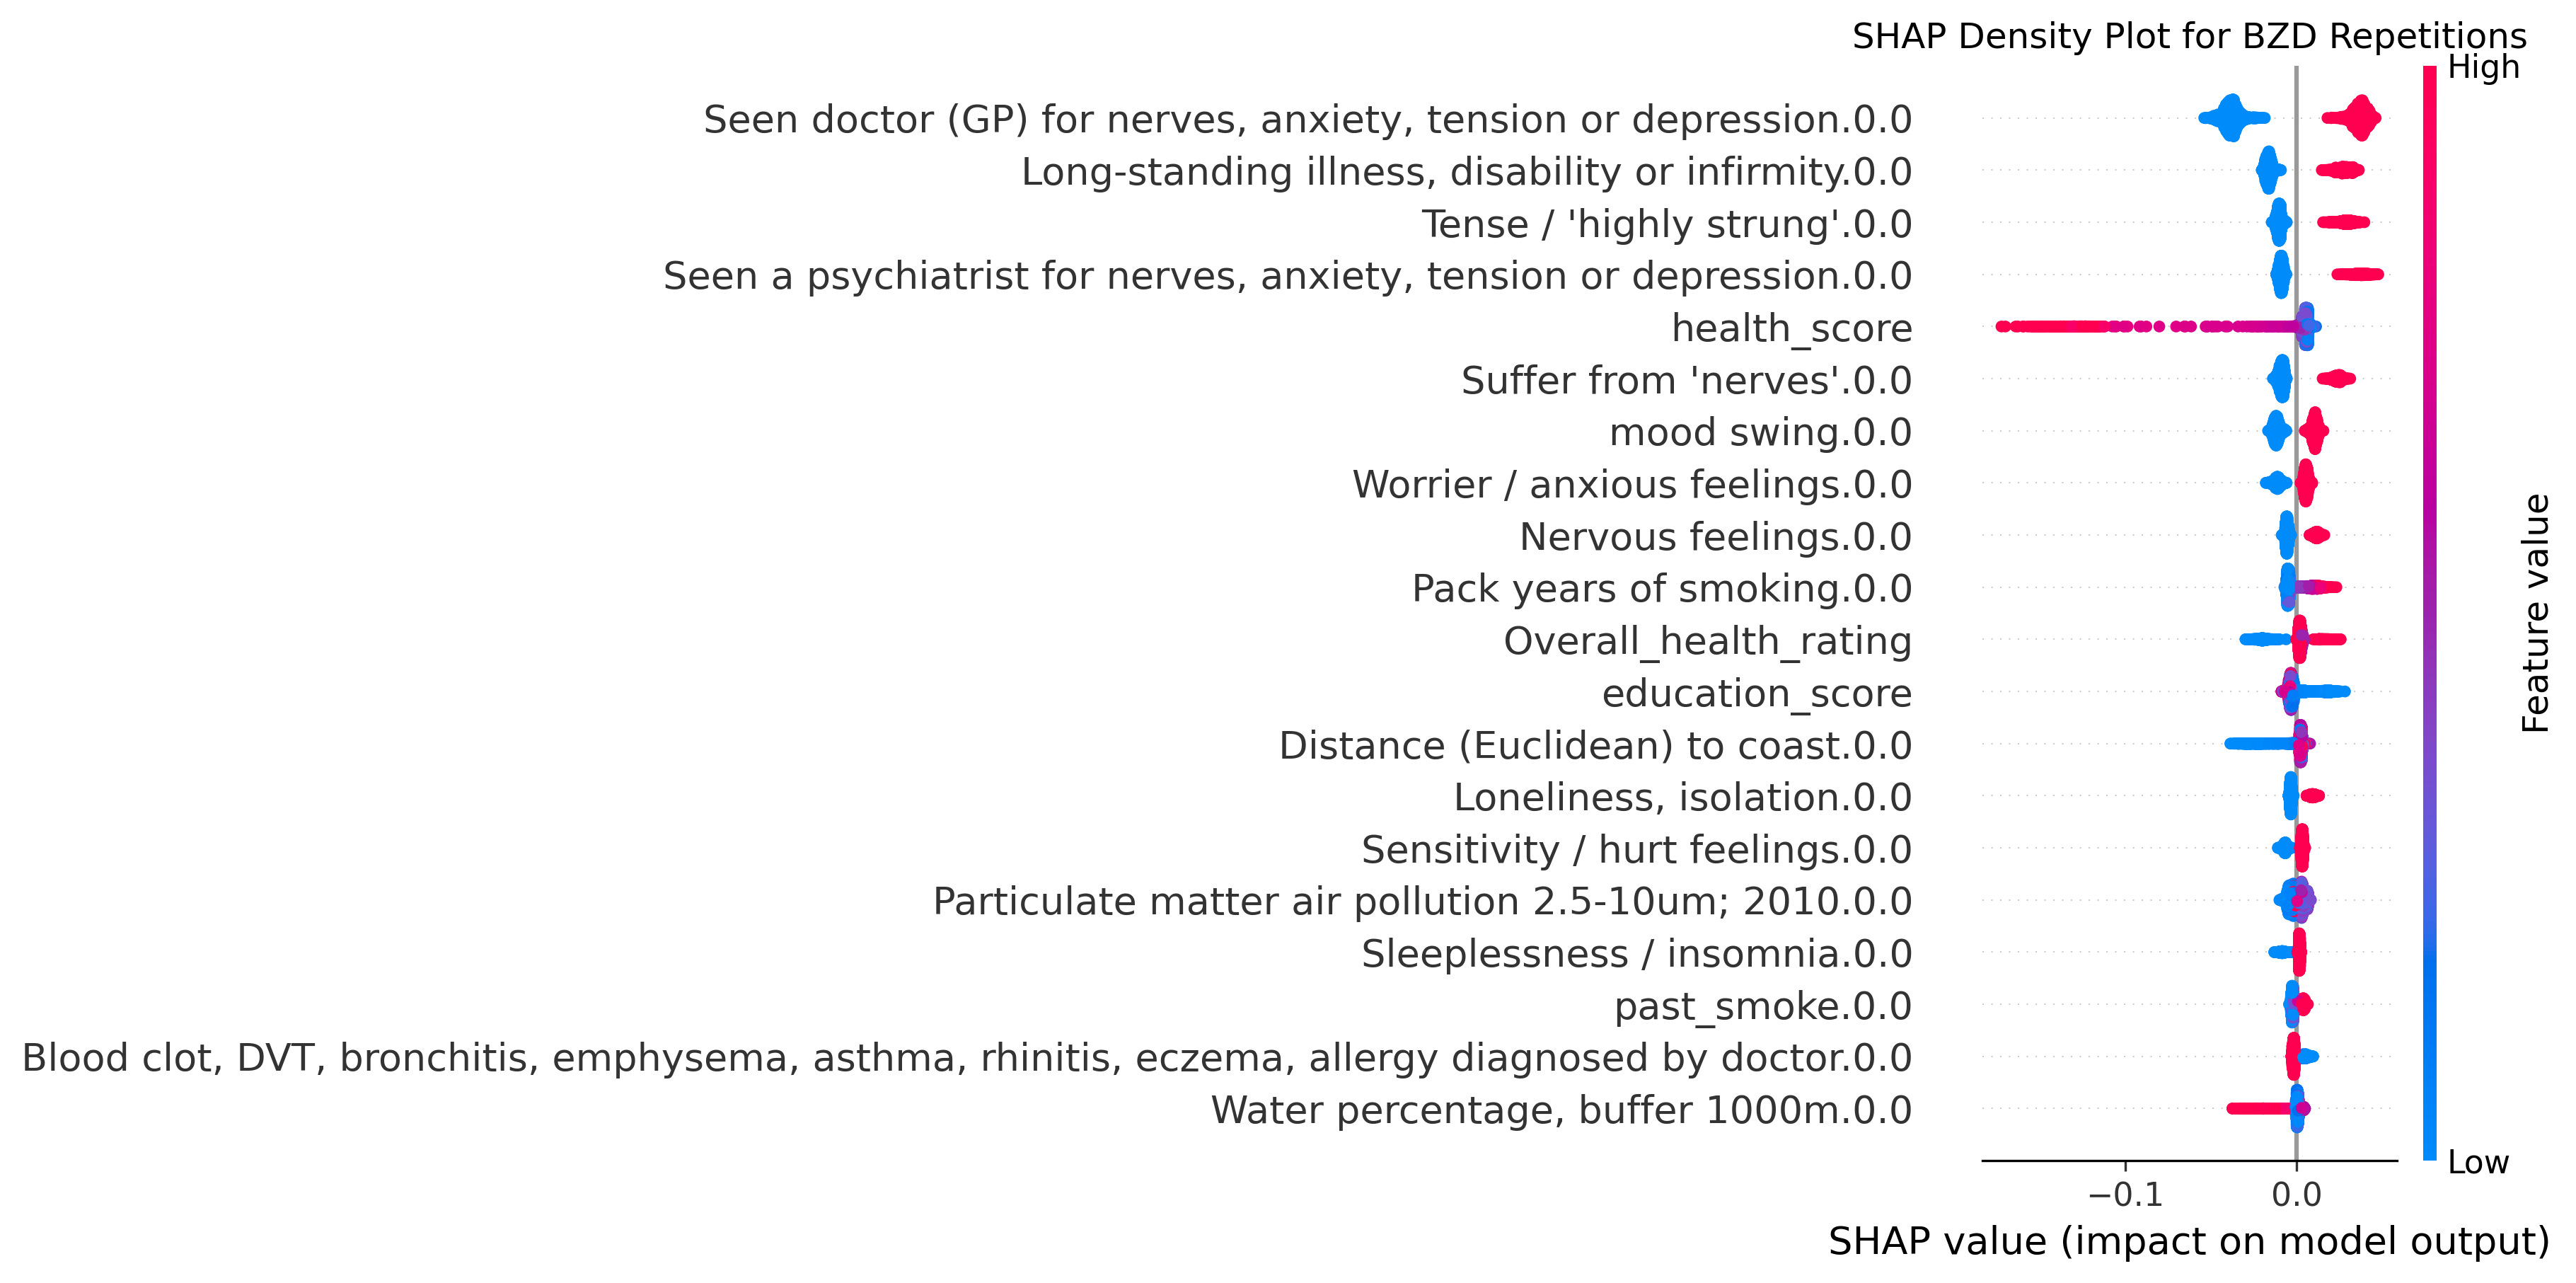 SHAP Density Plot for BZD Repetitions
High
Seen doctor (GP) for nerves, anxiety, tension or depression.0.0
Long-standing illness, disability or infirmity.0.0
Tense / 'highly strung'.0.0
Seen a psychiatrist for nerves, anxiety, tension or depression.0.0
health_score
Suffer from 'nerves'.0.0
mood swing.0.0
Worrier / anxious feelings.0.0
Nervous feelings.0.0
Pack years of smoking.0.0
Overall_health_rating
education_score
Distance (Euclidean) to coast.0.0
Loneliness, isolation.0.0
Sensitivity / hurt feelings.0.0
Particulate matter air pollution 2.5-10um; 2010.0.0
Sleeplessness / insomnia.0.0
past_smoke.0.0
Blood clot, DVT, bronchitis, emphysema, asthma, rhinitis, eczema, allergy diagnosed by doctor.0.0
Water percentage, buffer 1000m.0.0
Feature value
Low
−0.1
0.0
SHAP value (impact on model output)